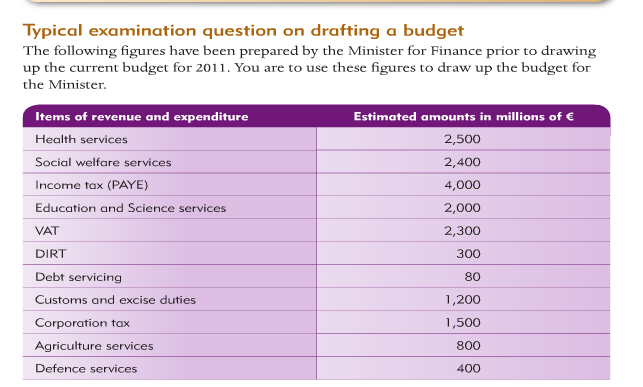 Typical examination question on drafting a budget
The following figures have been prepared by the Minister for Finance prior to drawing
up the current budget for 2011. You are to use these figures to draw up the budget for
the Minister.
Items of revenue and expenditure Estimated amounts in millions of €
Health services 2,500
Social welfare services 2,400
Income tax (PAYE) 4,000
Education and Science services 2,000
VAT 2,300
DIRT 300
Debt servicing 80
Customs and excise duties 1,200
Corporation tax 1,500
Agriculture services 800
Defence services 400